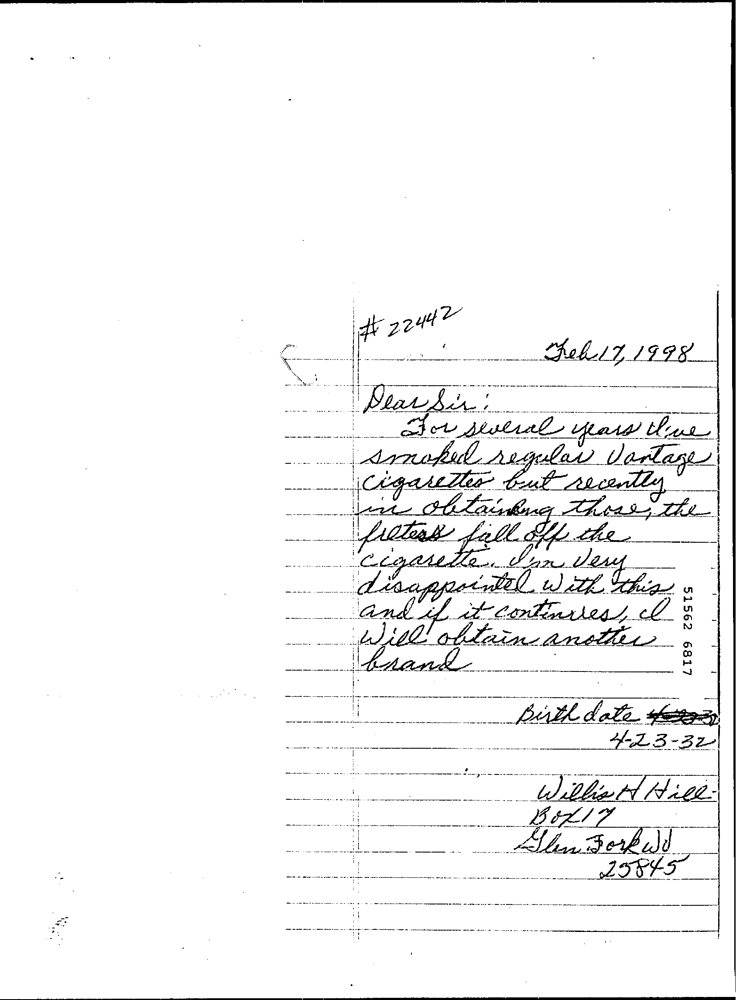 # 22442
Feb 17, 1998
Dear Sir:
For several years I've
smoked regular Vantage
cigarettes but recently
in obtaining those, the
filters fall off the
cigarette. I'm very
disappointed with this
and if it continues, I
will obtain another
brand
51562 6817
Birth date
4-23-32
Willis H Hill
Box 17
Glen Fork WV
25845